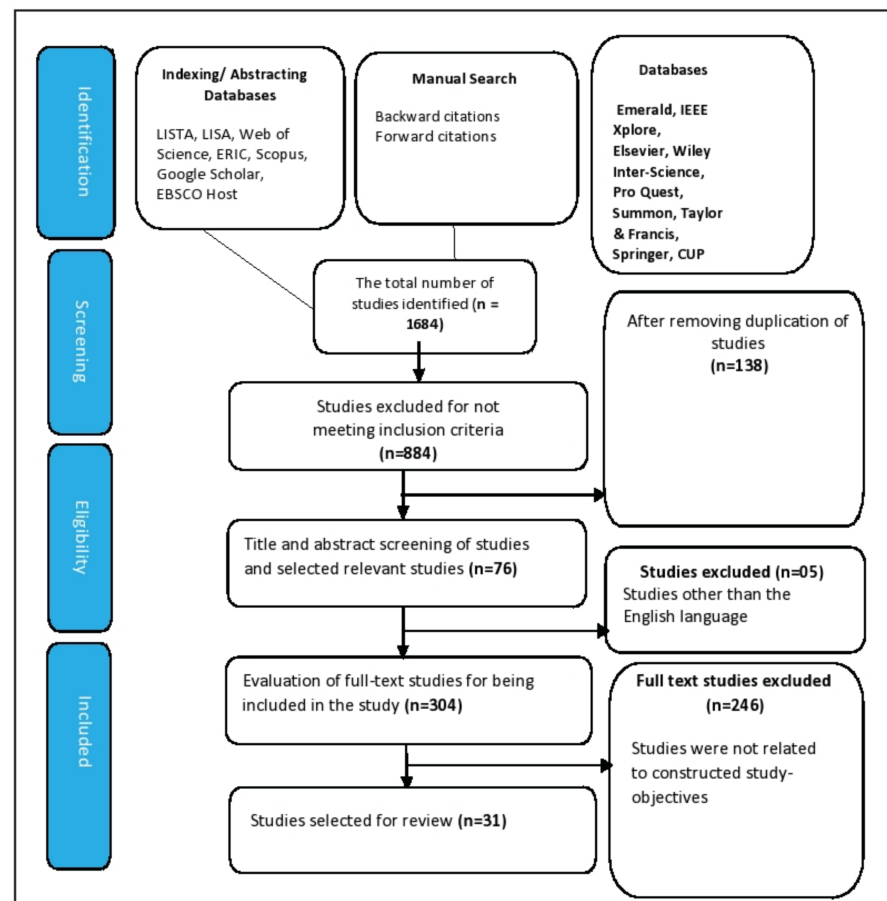 Identification
Indexing/ Abstracting
Databases
LISTA, LISA, Web of
Science, ERIC, Scopus,
Google Scholar,
EBSCO Host
Manual Search
Backward citations
Forward citations
Databases
Emerald, IEEE
Xplore,
Elsevier, Wiley
Inter-Science,
Pro Quest,
Summon, Taylor
& Francis,
Springer, CUP
Screening
The total number of
studies identified (n =
1684)
After removing duplication of
studies
(n=138)
Studies excluded for not
meeting inclusion criteria
(n=884)
Eligibility
Title and abstract screening of studies
and selected relevant studies (n=76)
Studies excluded (n=05)
Studies other than the
English language
Included
Evaluation of full-text studies for being
included in the study (n=304)
Full text studies excluded
(n=246)
Studies were not related
to constructed study-
objectives
Studies selected for review (n=31)